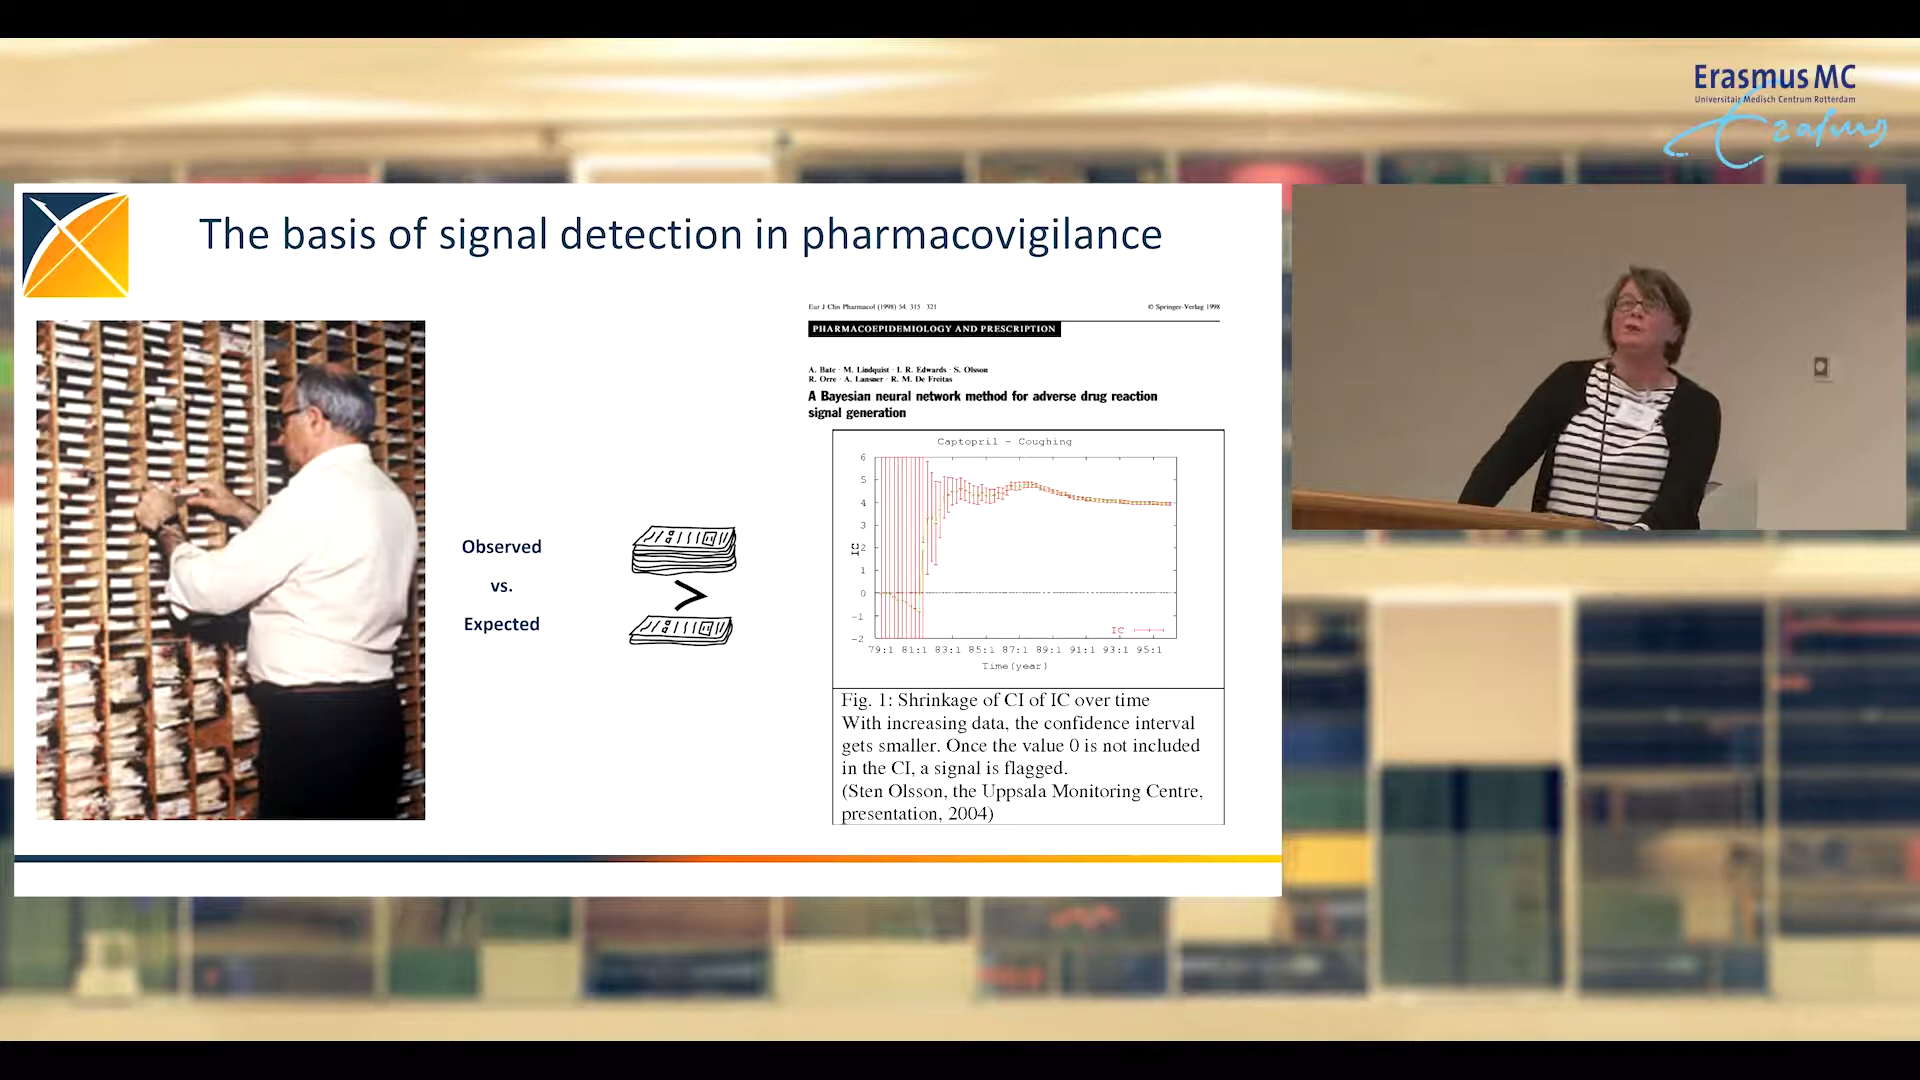 Erasmus MC
Universitair Medisch Centrum Rotterdam
Erasmus
The basis of signal detection in pharmacovigilance
Observed
vs.
Expected
Eur J Clin Pharmacol (1998) 54: 315 321
© Springer-Verlag 1998
PHARMACOEPIDEMIOLOGY AND PRESCRIPTION
A. Bate · M. Lindquist · I. R. Edwards · S. Olsson
R. Orre · A. Lansner · R. M. De Freitas
A Bayesian neural network method for adverse drug reaction
signal generation
Captopril - Coughing
6
5
4
3
2
1
0
-1
-2
IC
IC
79:1 81:1 83:1 85:1 87:1 89:1 91:1 93:1 95:1
Time(year)
Fig. 1: Shrinkage of CI of IC over time
With increasing data, the confidence interval
gets smaller. Once the value 0 is not included
in the CI, a signal is flagged.
(Sten Olsson, the Uppsala Monitoring Centre,
presentation, 2004)